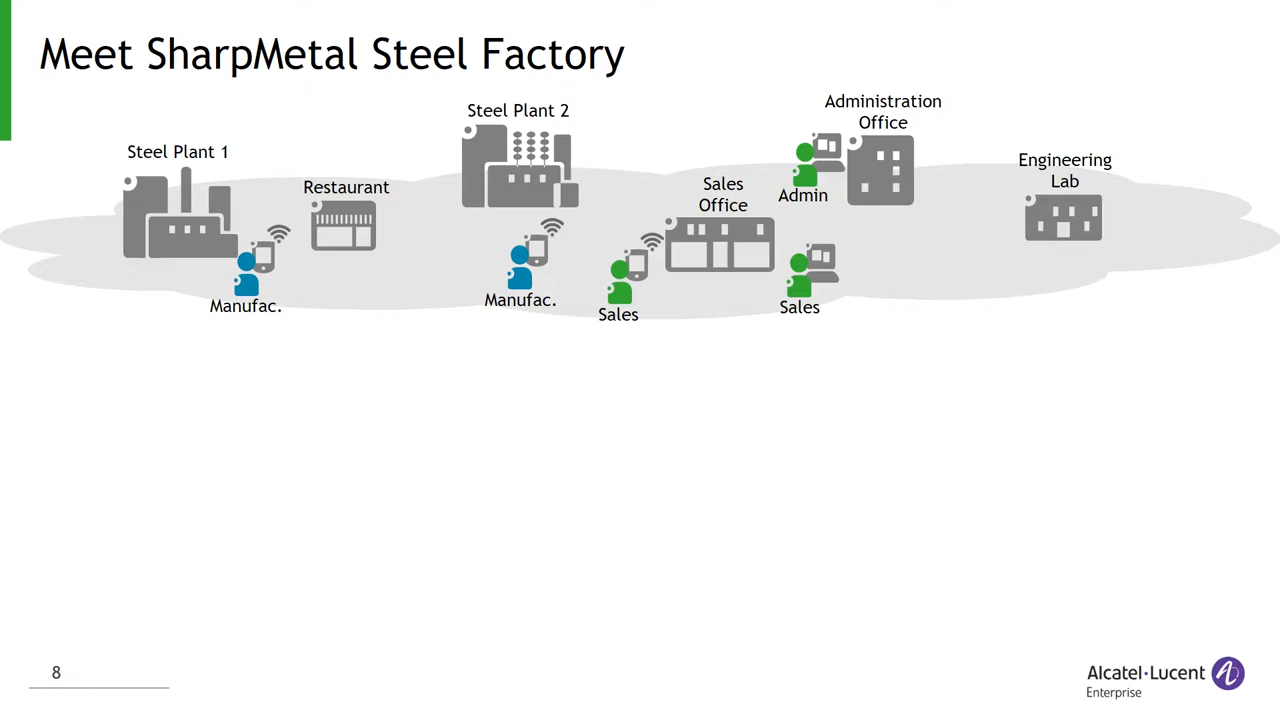 Meet SharpMetal Steel Factory
Steel Plant 1
Restaurant
Manufac.
Steel Plant 2
Manufac.
Sales
Sales
Office
Administration
Office
Admin
Sales
Engineering
Lab
8
Alcatel·Lucent
Enterprise